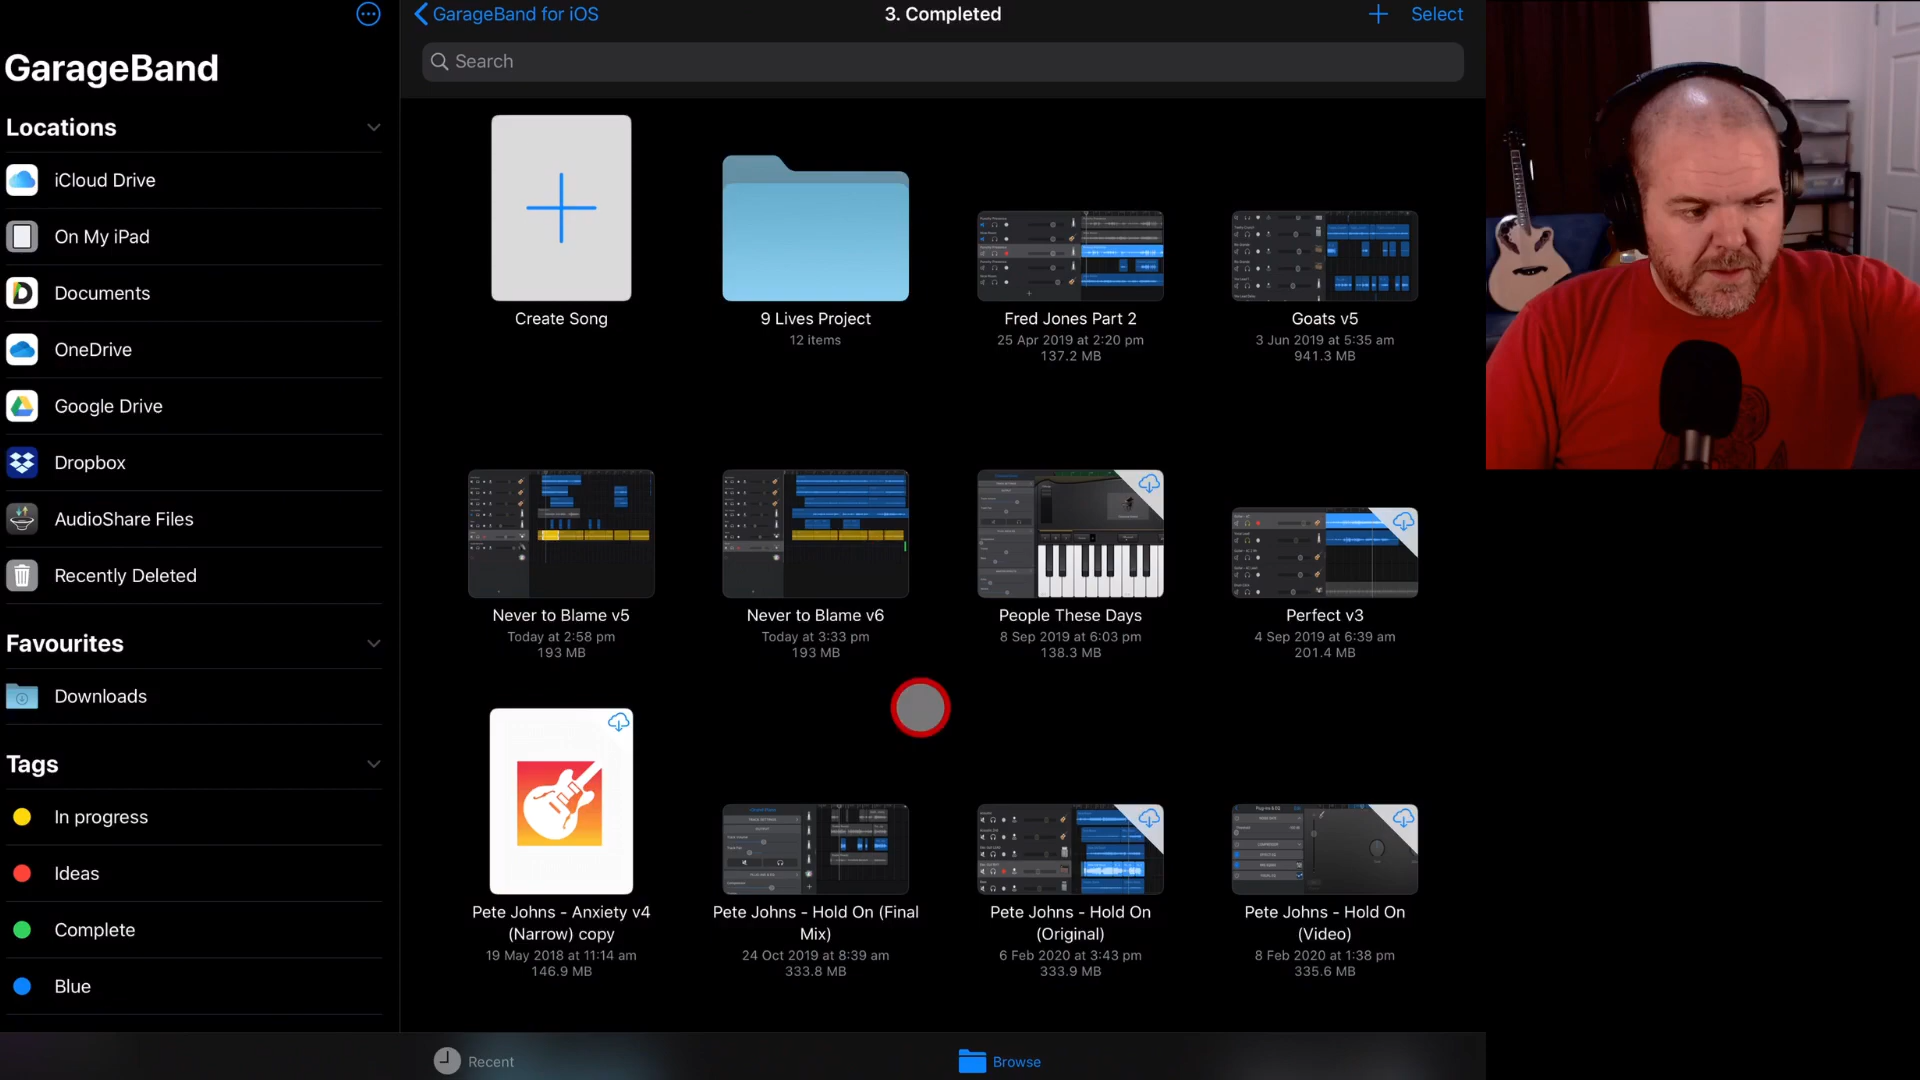 GarageBand for iOS
3. Completed
Select
Search
GarageBand
Locations
iCloud Drive
On My iPad
Documents
OneDrive
Google Drive
Dropbox
AudioShare Files
Recently Deleted
Favourites
Downloads
Tags
In progress
Ideas
Complete
Blue
Create Song
9 Lives Project
12 items
Fred Jones Part 2
25 Apr 2019 at 2:20 pm
137.2 MB
Goats v5
3 Jun 2019 at 5:35 am
941.3 MB
Never to Blame v5
Today at 2:58 pm
193 MB
Never to Blame v6
Today at 3:33 pm
193 MB
People These Days
8 Sep 2019 at 6:03 pm
138.3 MB
Perfect v3
4 Sep 2019 at 6:39 am
201.4 MB
Pete Johns - Anxiety v4
(Narrow) copy
19 May 2018 at 11:14 am
146.9 MB
Pete Johns - Hold On (Final
Mix)
24 Oct 2019 at 8:39 am
333.8 MB
Pete Johns - Hold On
(Original)
6 Feb 2020 at 3:43 pm
333.9 MB
Pete Johns - Hold On
(Video)
8 Feb 2020 at 1:38 pm
335.6 MB
Recent
Browse